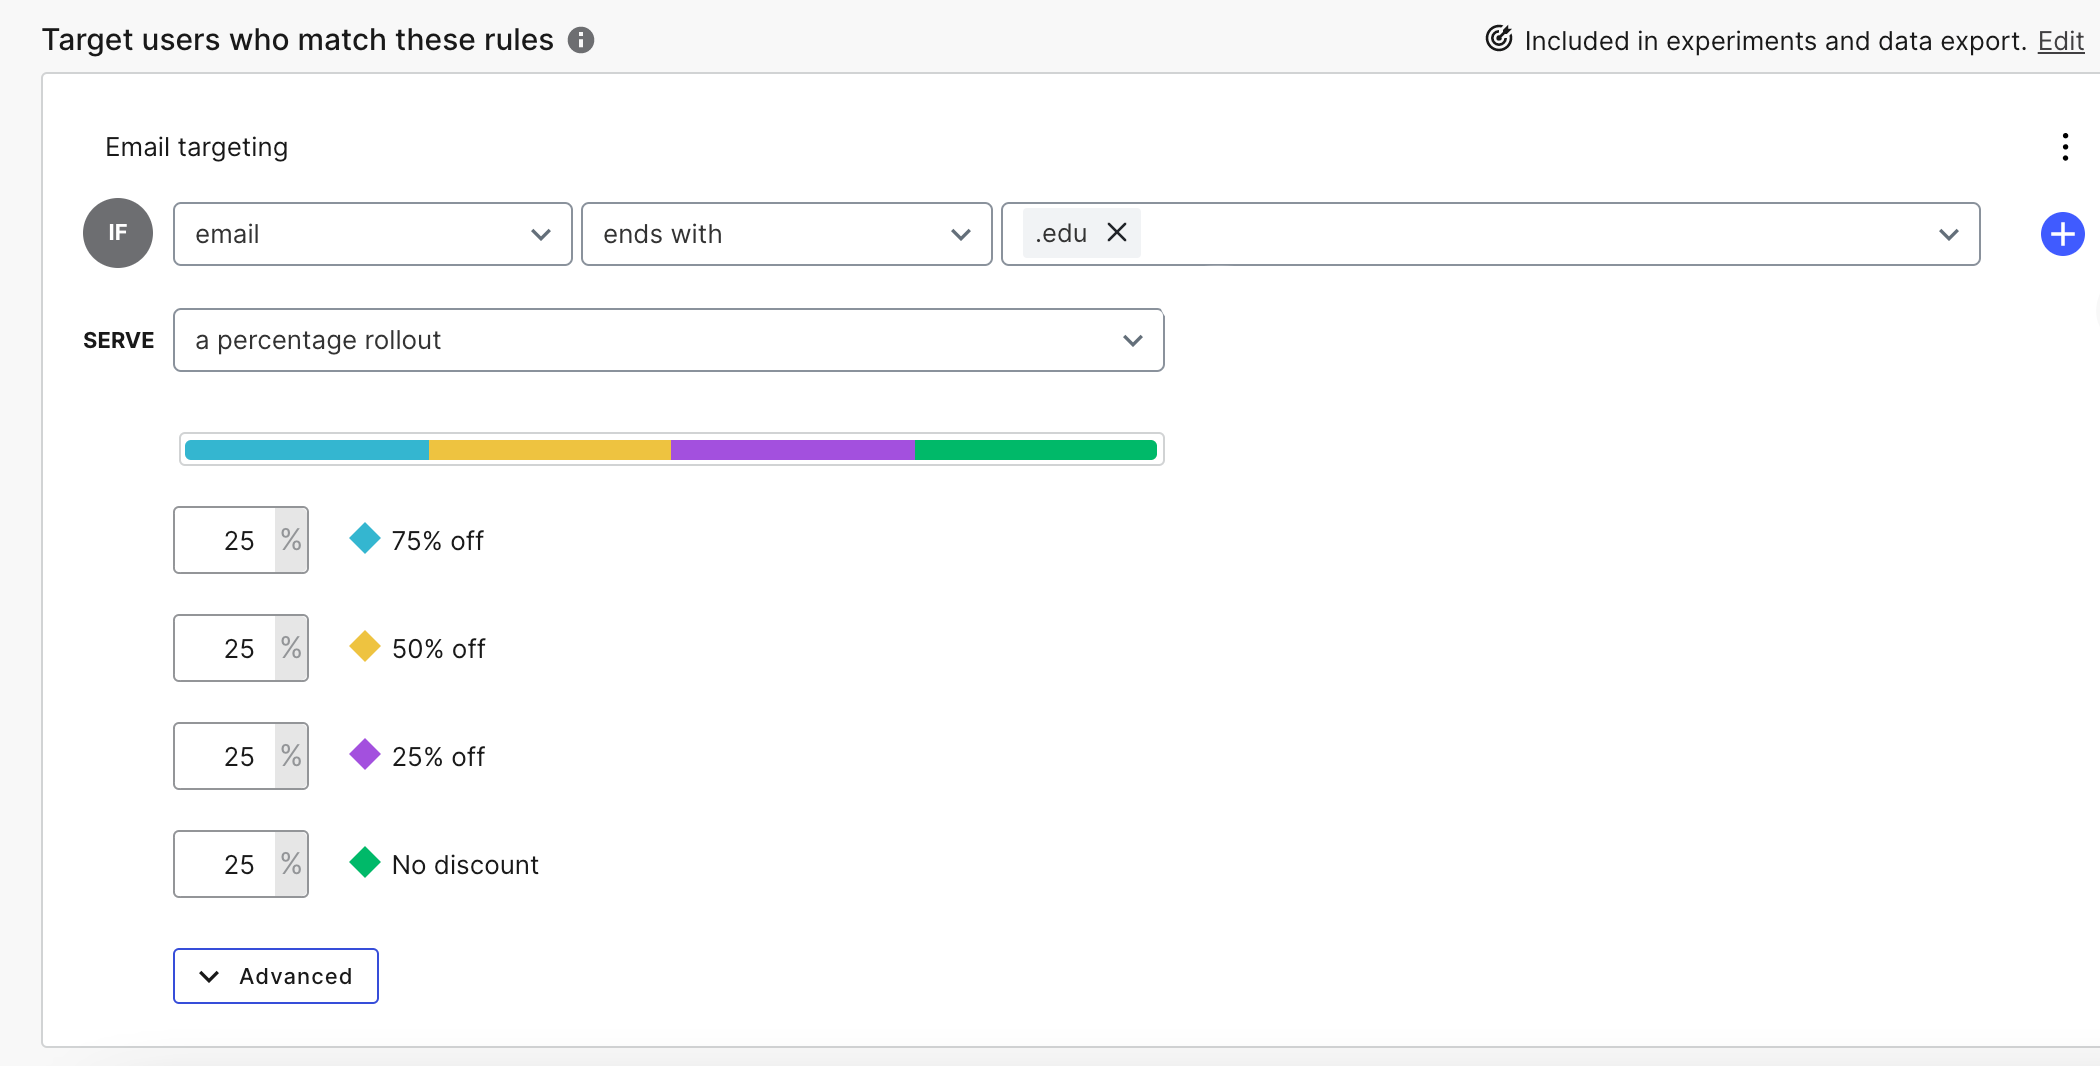 Target users who match these rules
Included in experiments and data export. Edit
Email targeting
IF email ends with .edu
SERVE a percentage rollout
25 % 75% off
25 % 50% off
25 % 25% off
25 % No discount
Advanced